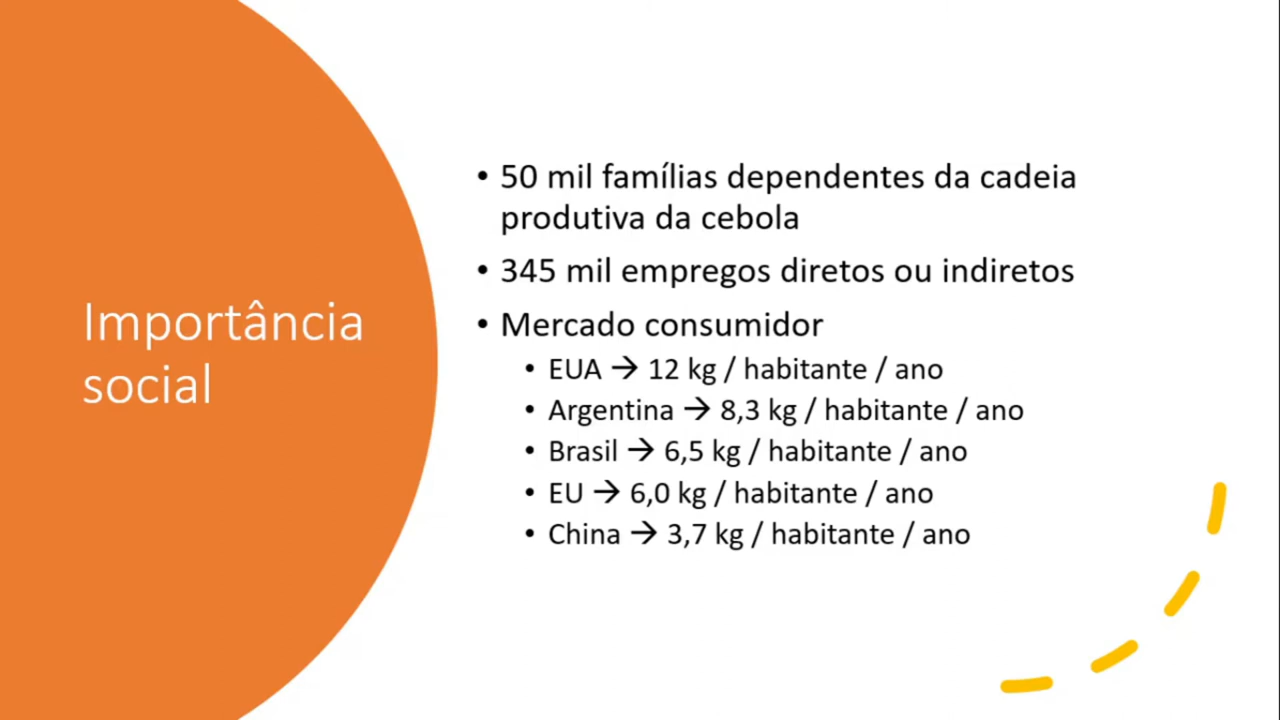 Importância
social
• 50 mil famílias dependentes da cadeia
produtiva da cebola
• 345 mil empregos diretos ou indiretos
• Mercado consumidor
• EUA → 12 kg / habitante / ano
• Argentina → 8,3 kg / habitante / ano
• Brasil → 6,5 kg / habitante / ano
• EU → 6,0 kg / habitante / ano
• China → 3,7 kg / habitante / ano